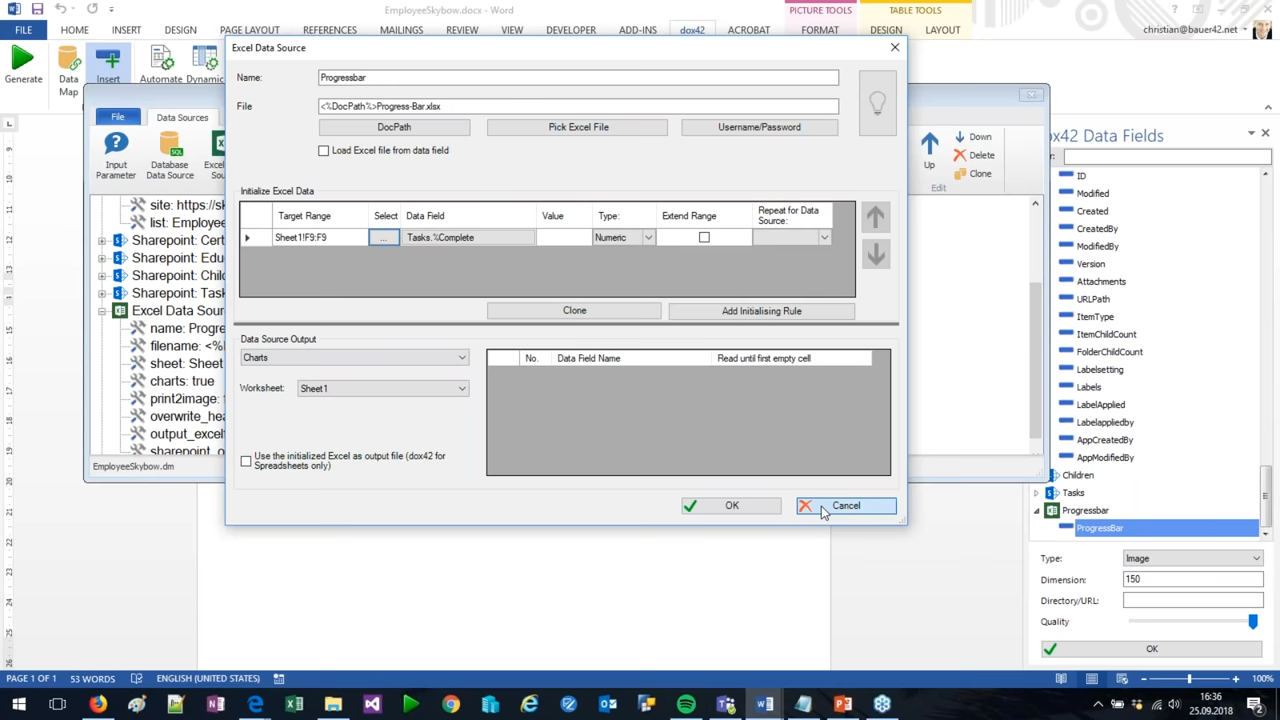 EmployeeSkybow.docx - Word
PICTURE TOOLS
TABLE TOOLS
FILE
HOME
INSERT
DESIGN
PAGE LAYOUT
REFERENCES
MAILINGS
REVIEW
VIEW
DEVELOPER
ADD-INS
dox42
ACROBAT
FORMAT
DESIGN
LAYOUT
christian@bauer42.net
Generate
Data
Map
Insert
Automate
Dynamic
Excel Data Source
Name:
Progressbar
File
<%DocPath%>Progress-Bar.xlsx
DocPath
Pick Excel File
Username/Password
Load Excel file from data field
Initialize Excel Data
Target Range
Select
Data Field
Value
Type:
Extend Range
Repeat for Data
Source:
Sheet1!F9:F9
...
Tasks.%Complete
Numeric
Clone
Add Initialising Rule
Data Source Output
Charts
Worksheet:
Sheet1
No.
Data Field Name
Read until first empty cell
Use the initialized Excel as output file (dox42 for
Spreadsheets only)
OK
Cancel
File
Data Sources
Input
Parameter
Database
Data Source
Up
Down
Delete
Clone
Edit
site: https://sk
list: Employee
Sharepoint: Cert
Sharepoint: Edu
Sharepoint: Chil
Sharepoint: Task
Excel Data Sour
name: Progre
filename: <%
sheet: Sheet
charts: true
print2image:
overwrite_hea
output_excelf
sharepoint_o
EmployeeSkybow.dm
ox42 Data Fields
ID
Modified
Created
CreatedBy
ModifiedBy
Version
Attachments
URLPath
ItemType
ItemChildCount
FolderChildCount
Labelsetting
Labels
LabelApplied
Labelappliedby
AppCreatedBy
AppModifiedBy
Children
Tasks
Progressbar
ProgressBar
Type:
Image
Dimension:
150
Directory/URL:
Quality
OK
PAGE 1 OF 1
53 WORDS
ENGLISH (UNITED STATES)
100%
16:36
25.09.2018